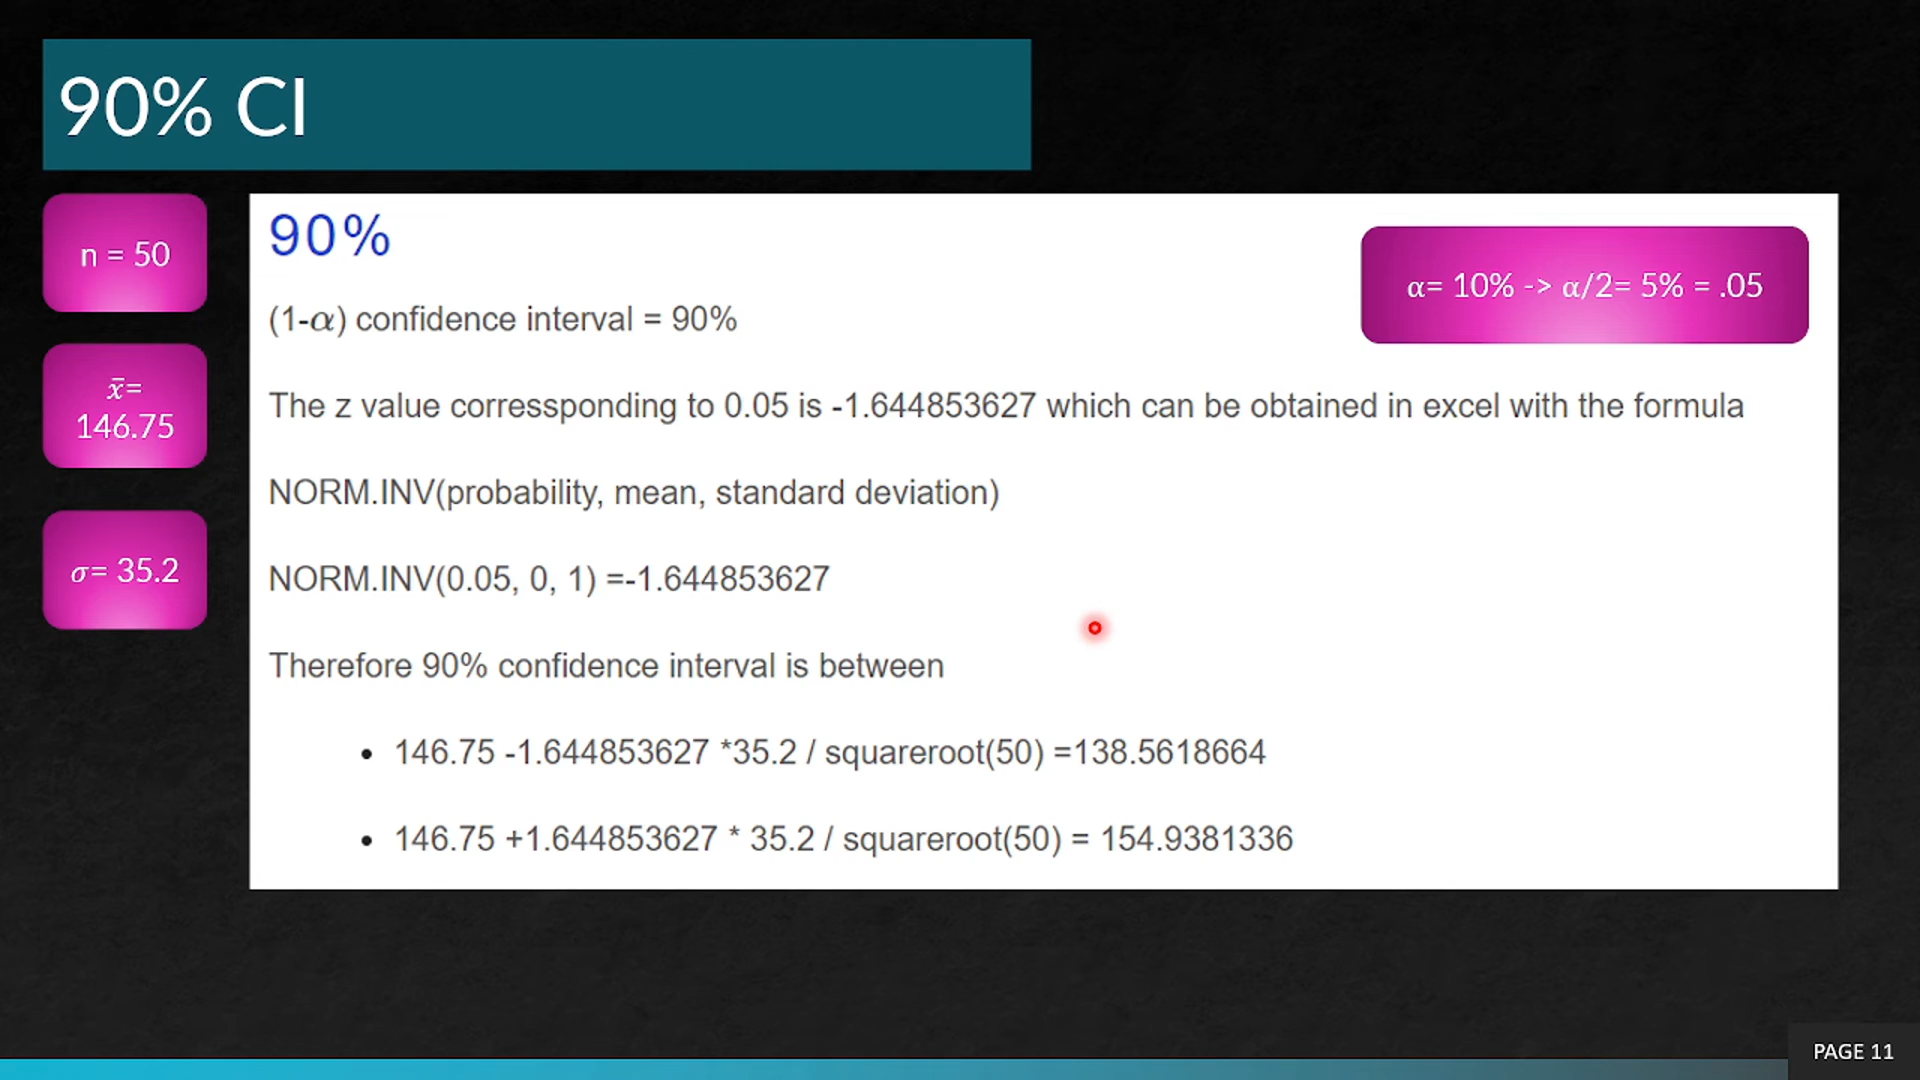 90% CI
n = 50
x̄=
146.75
σ= 35.2
90%
α= 10% -> α/2= 5% = .05
(1-α) confidence interval = 90%
The z value corressponding to 0.05 is -1.644853627 which can be obtained in excel with the formula
NORM.INV(probability, mean, standard deviation)
NORM.INV(0.05, 0, 1) =-1.644853627
Therefore 90% confidence interval is between
• 146.75 -1.644853627 *35.2 / squareroot(50) =138.5618664
• 146.75 +1.644853627 * 35.2 / squareroot(50) = 154.9381336
PAGE 11